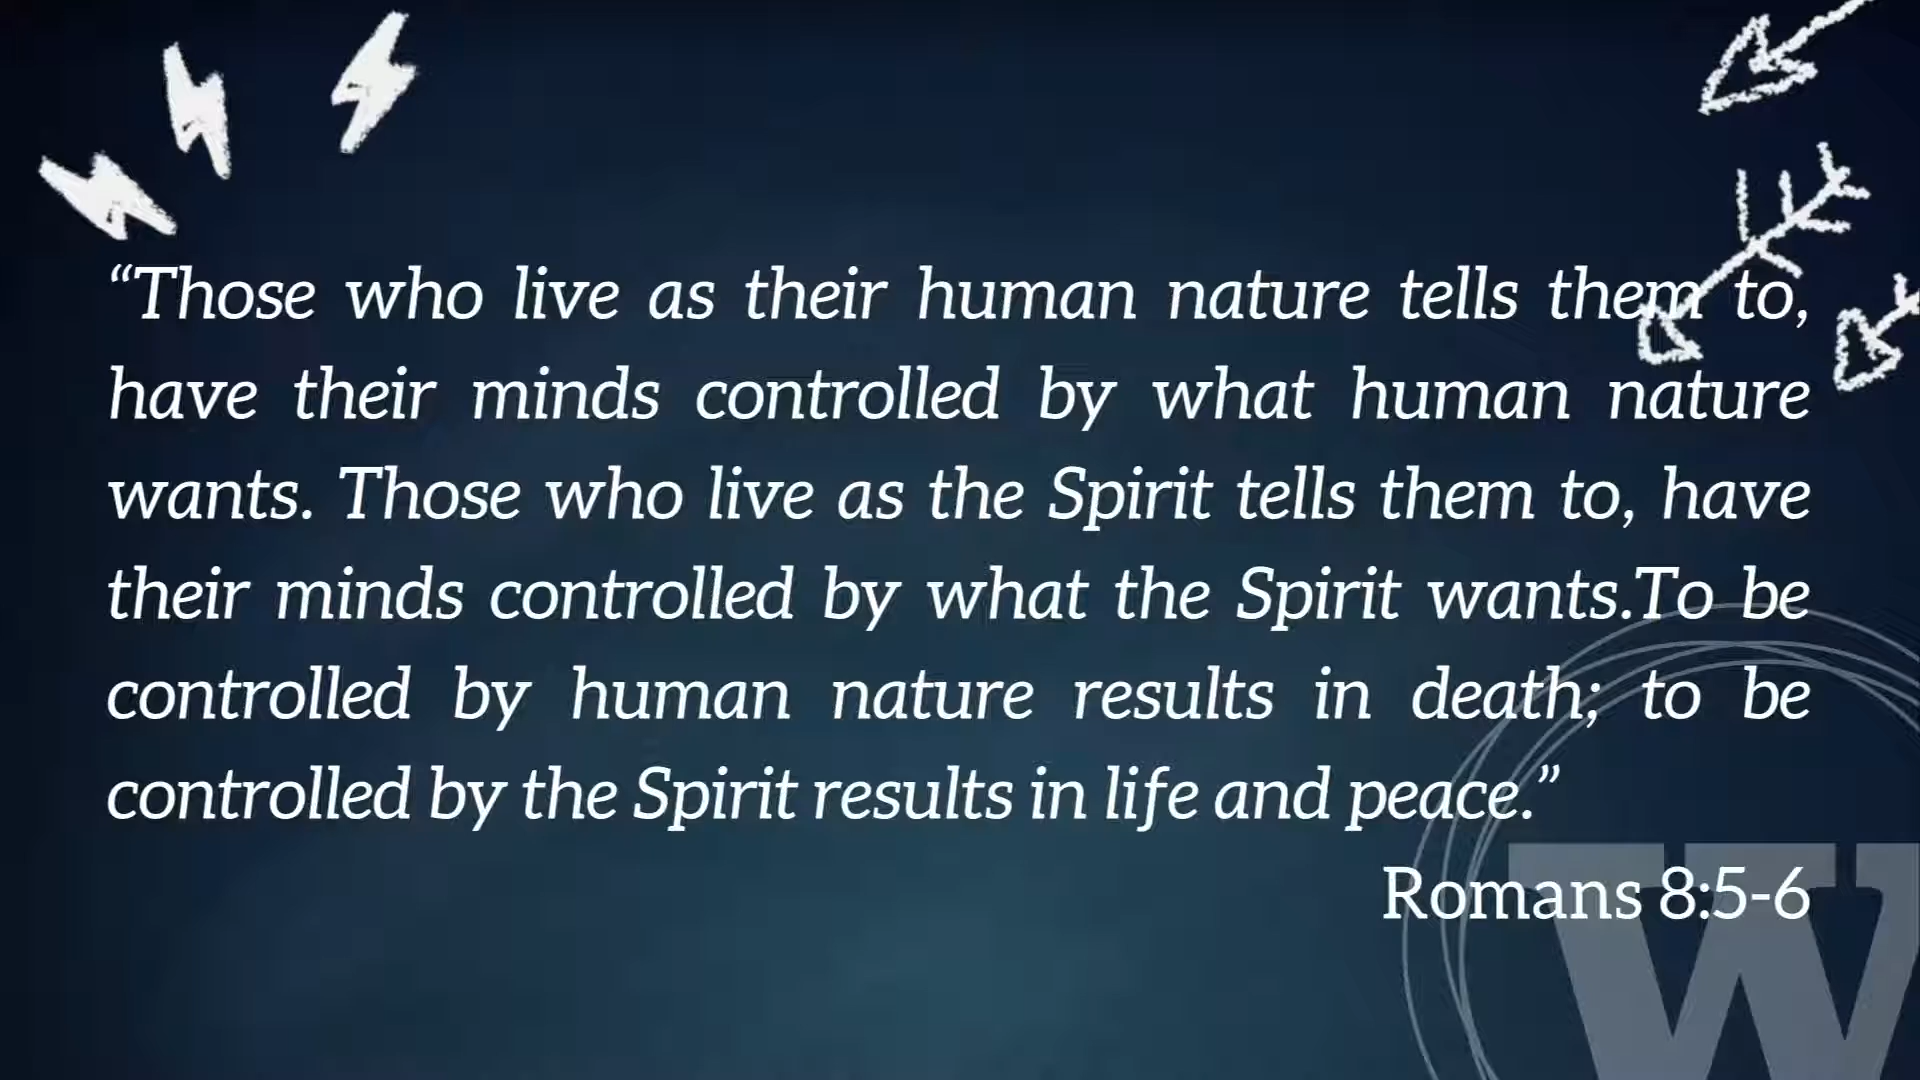 “Those who live as their human nature tells them to,
have their minds controlled by what human nature
wants. Those who live as the Spirit tells them to, have
their minds controlled by what the Spirit wants.To be
controlled by human nature results in death; to be
controlled by the Spirit results in life and peace.”
Romans 8:5-6
W